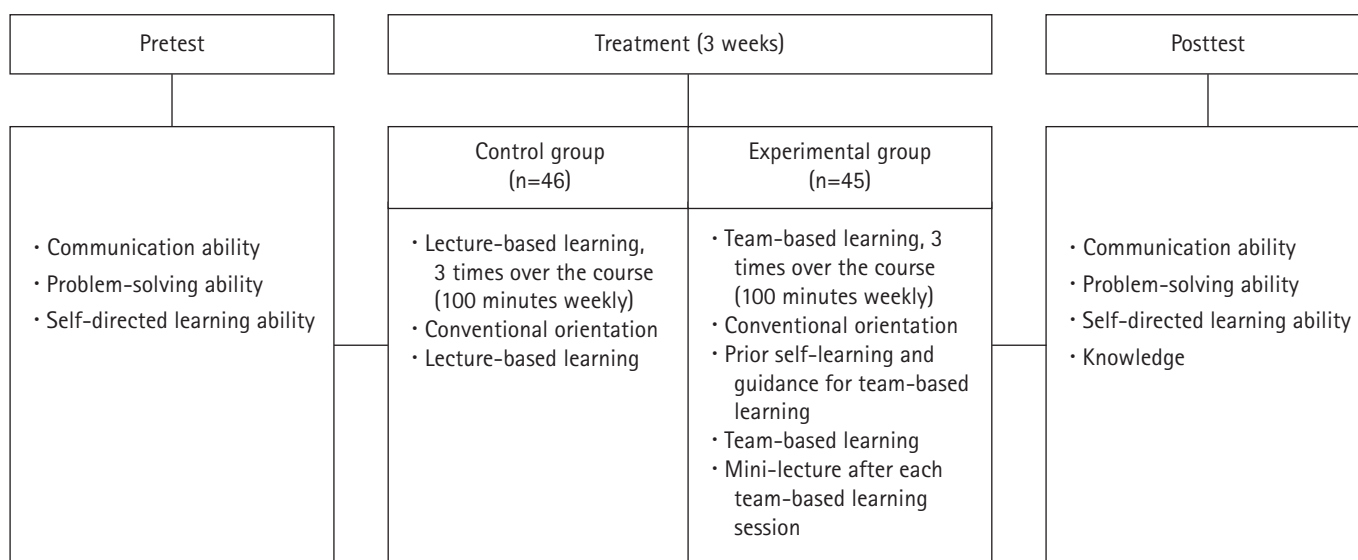 Pretest
Treatment (3 weeks)
Posttest
· Communication ability
· Problem-solving ability
· Self-directed learning ability
Control group
(n=46)
· Lecture-based learning,
3 times over the course
(100 minutes weekly)
· Conventional orientation
· Lecture-based learning
Experimental group
(n=45)
· Team-based learning, 3
times over the course
(100 minutes weekly)
· Conventional orientation
· Prior self-learning and
guidance for team-based
learning
· Team-based learning
· Mini-lecture after each
team-based learning
session
· Communication ability
· Problem-solving ability
· Self-directed learning ability
· Knowledge